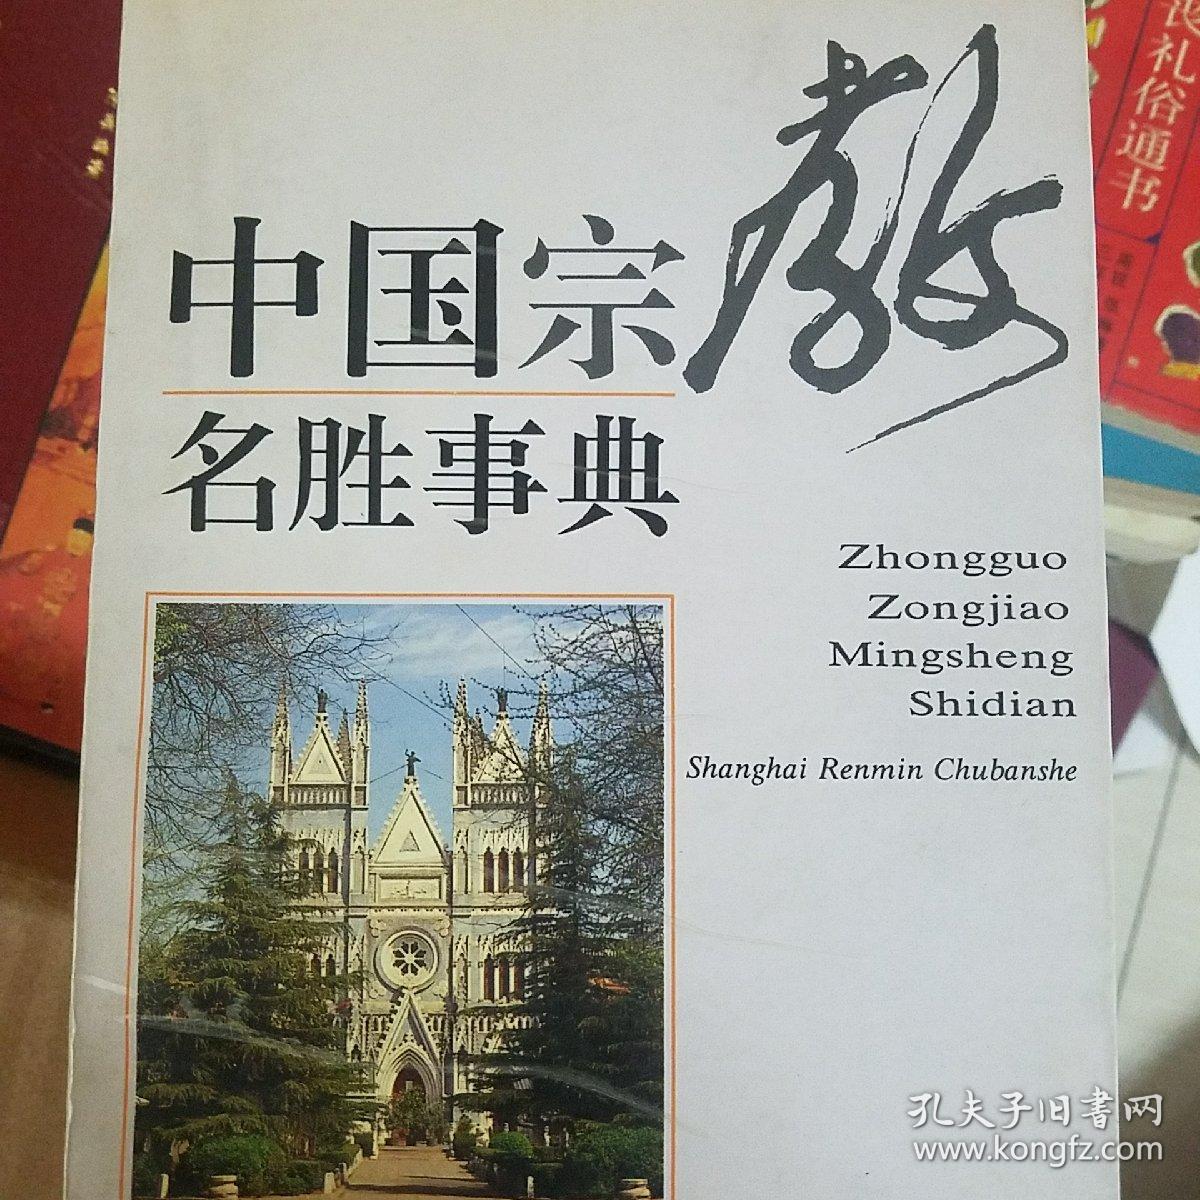 中国宗教
名胜事典
Zhongguo
Zongjiao
Mingsheng
Shidian
Shanghai Renmin Chubanshe
礼俗通书
孔夫子旧書网
www.kongfz.com